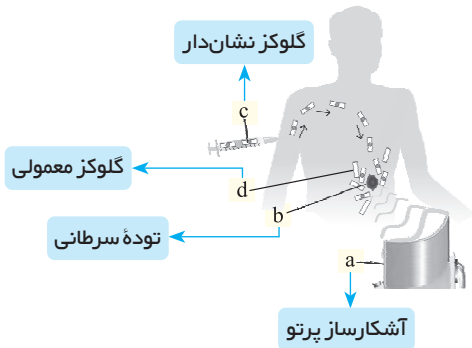 گلوکز نشان‌دار
c
گلوکز معمولی
d
b
تودهٔ سرطانی
a
آشکارساز پرتو